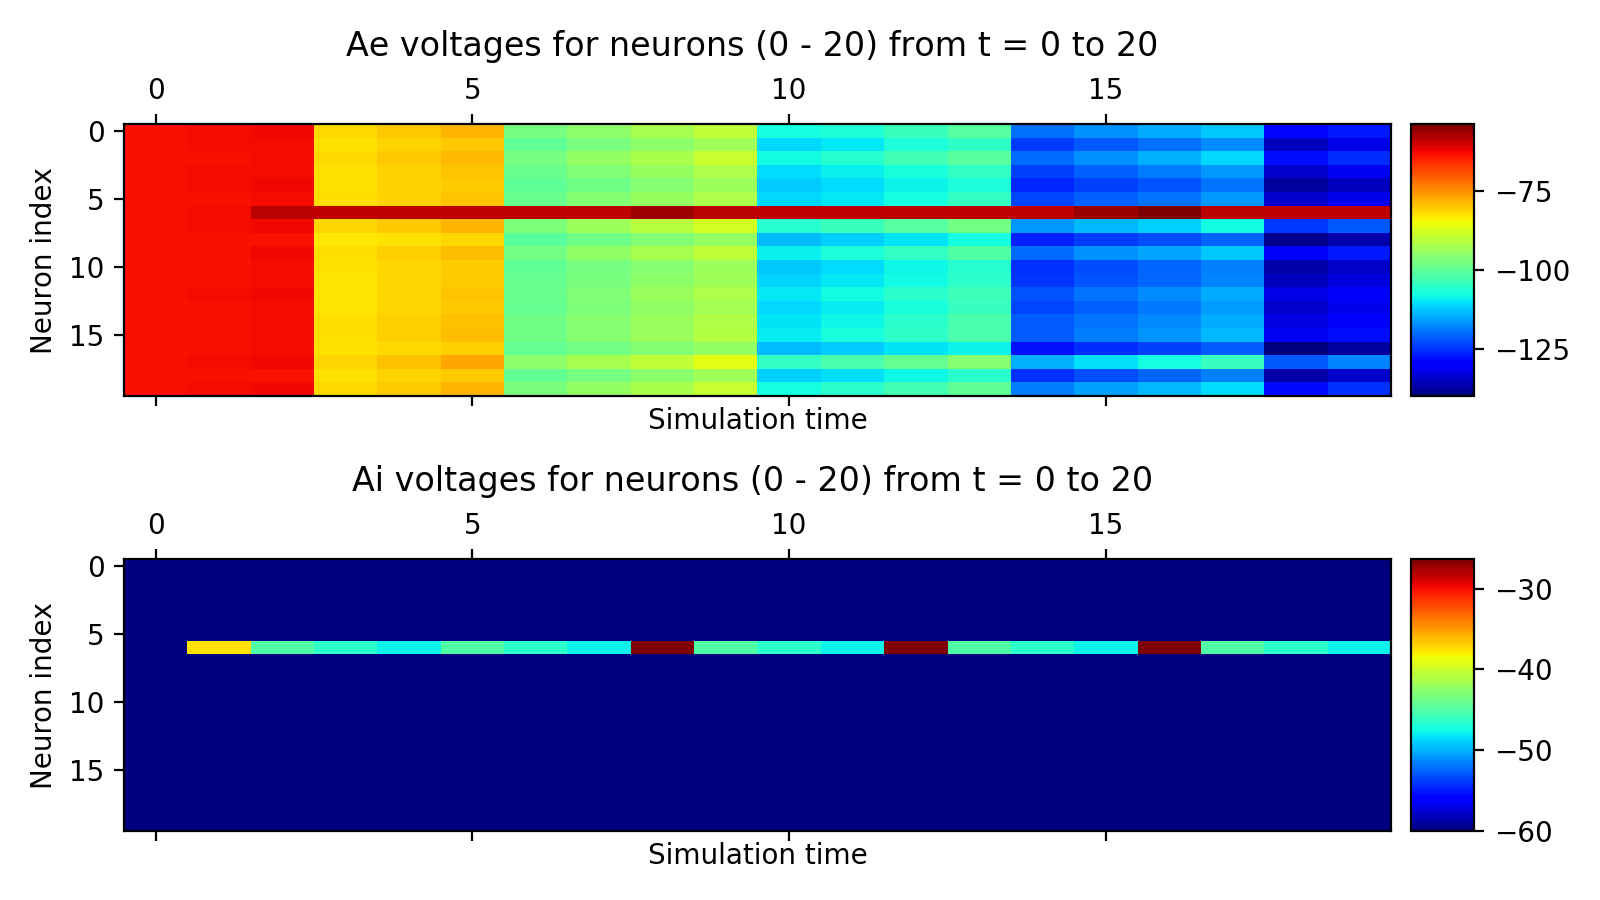 Ae voltages for neurons (0 - 20) from t = 0 to 20
0 5 10 15
Neuron index
0
5
10
15
−75
−100
−125
Simulation time
Ai voltages for neurons (0 - 20) from t = 0 to 20
0 5 10 15
Neuron index
0
5
10
15
−30
−40
−50
−60
Simulation time